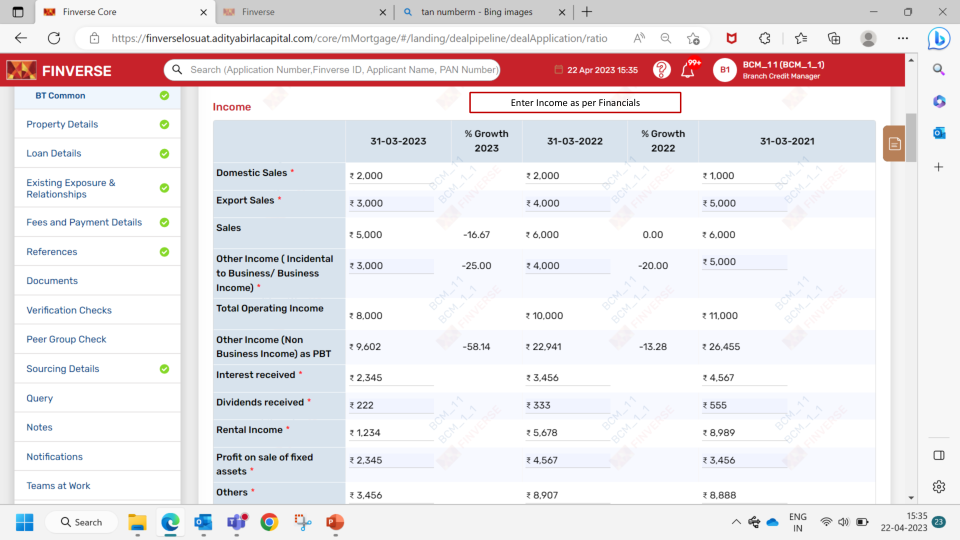 Finverse Core
Finverse
tan numberm - Bing images
https://finverselosuat.adityabirlacapital.com/core/mMortgage/#/landing/dealpipeline/dealApplication/ratio
FINVERSE
Search (Application Number,Finverse ID, Applicant Name, PAN Number)
22 Apr 2023 15:35
99+
B1
BCM_1 1 (BCM_1_1)
Branch Credit Manager
BT Common
Property Details
Loan Details
Existing Exposure &
Relationships
Fees and Payment Details
References
Documents
Verification Checks
Peer Group Check
Sourcing Details
Query
Notes
Notifications
Teams at Work
Income
Enter Income as per Financials
31-03-2023 % Growth 2023 31-03-2022 % Growth 2022 31-03-2021
Domestic Sales * ₹ 2,000 ₹ 2,000 ₹ 1,000
Export Sales * ₹ 3,000 ₹ 4,000 ₹ 5,000
Sales ₹ 5,000 -16.67 ₹ 6,000 0.00 ₹ 6,000
Other Income ( Incidental
to Business/ Business
Income) * ₹ 3,000 -25.00 ₹ 4,000 -20.00 ₹ 5,000
Total Operating Income ₹ 8,000 ₹ 10,000 ₹ 11,000
Other Income (Non
Business Income) as PBT ₹ 9,602 -58.14 ₹ 22,941 -13.28 ₹ 26,455
Interest received * ₹ 2,345 ₹ 3,456 ₹ 4,567
Dividends received * ₹ 222 ₹ 333 ₹ 555
Rental Income * ₹ 1,234 ₹ 5,678 ₹ 8,989
Profit on sale of fixed
assets * ₹ 2,345 ₹ 4,567 ₹ 3,456
Others * ₹ 3,456 ₹ 8,907 ₹ 8,888
BCM_1 1
BCM_1_1
FINVERSE
Search
ENG
IN
15:35
22-04-2023
23